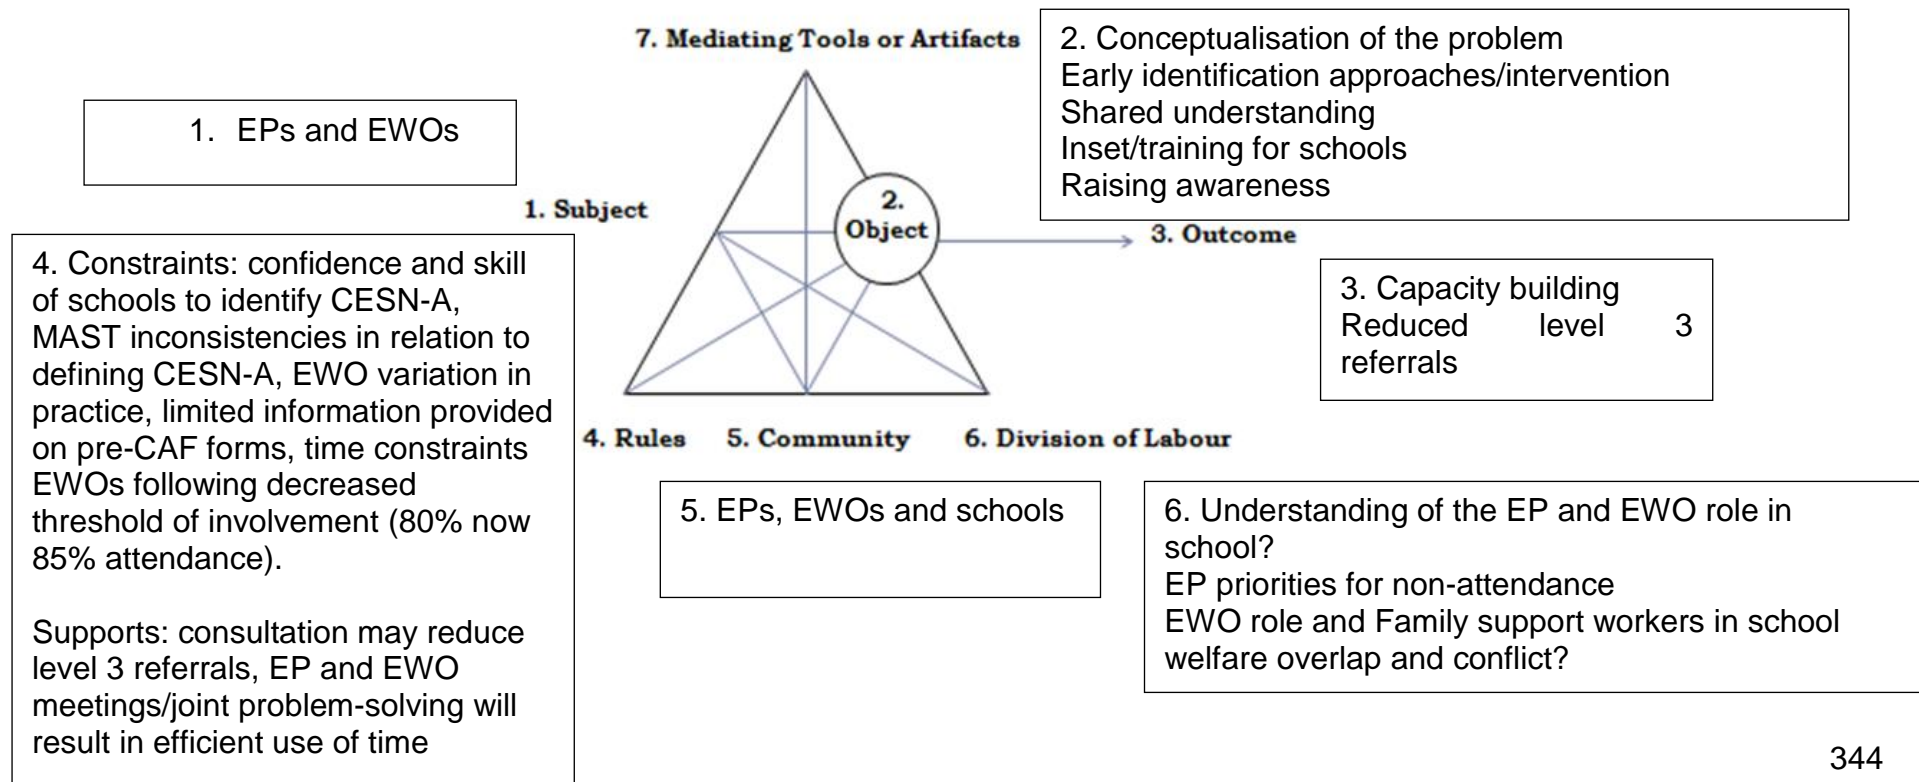 7. Mediating Tools or Artifacts
2. Conceptualisation of the problem
Early identification approaches/intervention
Shared understanding
Inset/training for schools
Raising awareness
1. EPs and EWOs
1. Subject
2.
Object
3. Outcome
4. Constraints: confidence and skill
of schools to identify CESN-A,
MAST inconsistencies in relation to
defining CESN-A, EWO variation in
practice, limited information provided
on pre-CAF forms, time constraints
EWOs following decreased
threshold of involvement (80% now
85% attendance).
Supports: consultation may reduce
level 3 referrals, EP and EWO
meetings/joint problem-solving will
result in efficient use of time
3. Capacity building
Reduced level 3
referrals
4. Rules
5. Community
6. Division of Labour
5. EPs, EWOs and schools
6. Understanding of the EP and EWO role in
school?
EP priorities for non-attendance
EWO role and Family support workers in school
welfare overlap and conflict?
344